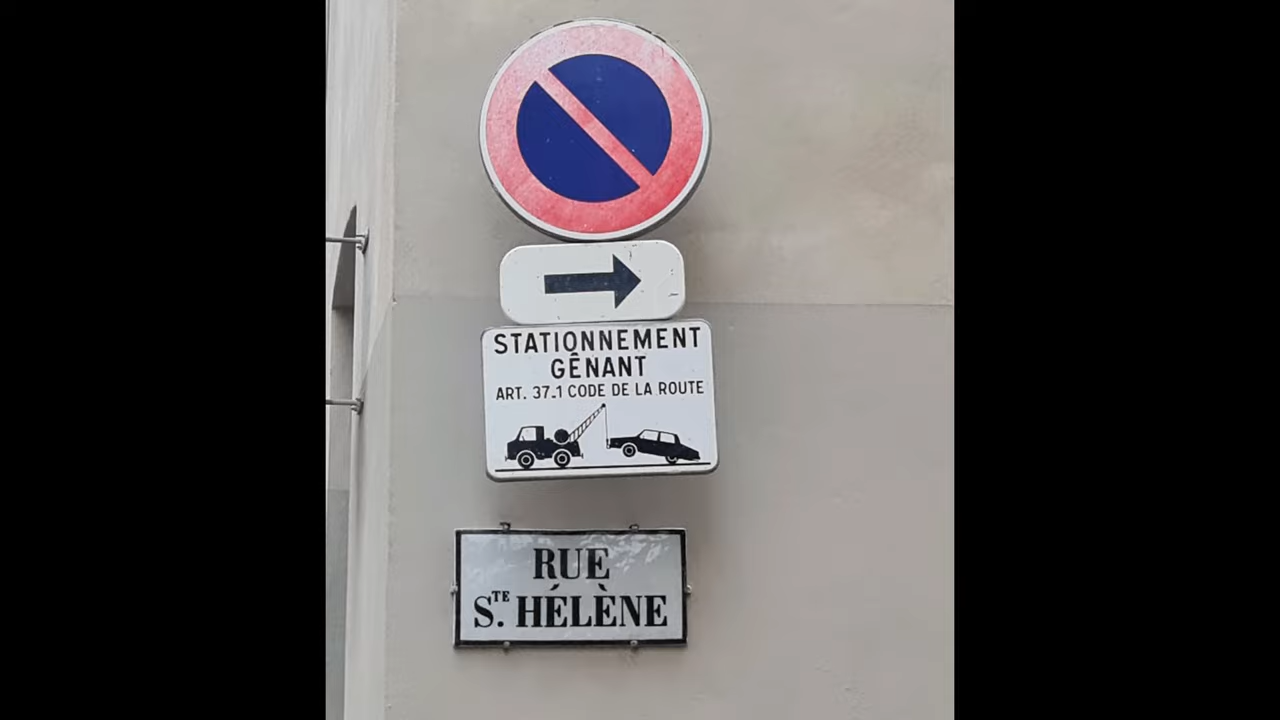 STATIONNEMENT
GÊNANT
ART. 37.1 CODE DE LA ROUTE
RUE
STE. HÉLÈNE